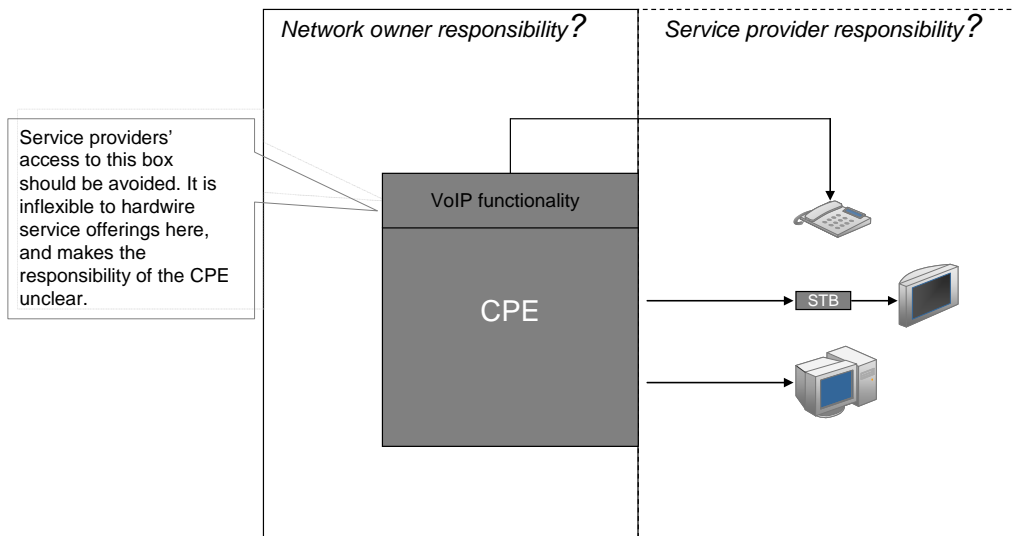 Network owner responsibility?
Service provider responsibility?
Service providers'
access to this box
should be avoided. It is
inflexible to hardwire
service offerings here,
and makes the
responsibility of the CPE
unclear.
VoIP functionality
CPE
STB